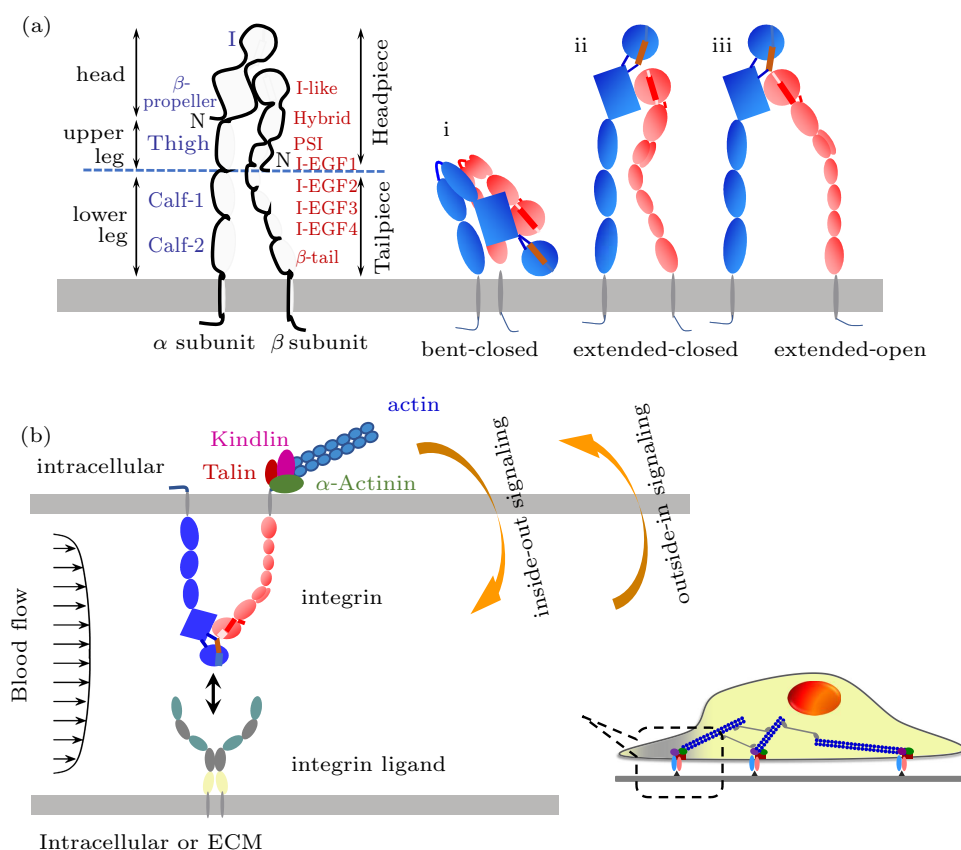 (a)
head
upper
leg
lower
leg
I
β-
propeller
N
Thigh
Calf-1
Calf-2
I-like
Hybrid
PSI
N
I-EGF1
I-EGF2
I-EGF3
I-EGF4
β-tail
Headpiece
Tailpiece
α subunit
β subunit
i
ii
iii
bent-closed
extended-closed
extended-open
(b)
intracellular
Kindlin
Talin
α-Actinin
actin
inside-out signaling
outside-in signaling
Blood flow
integrin
integrin ligand
Intracellular or ECM